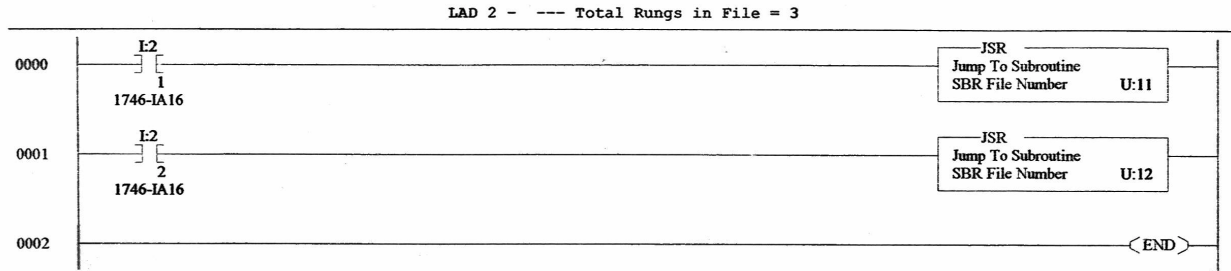 LAD 2 - --- Total Rungs in File = 3
I:2
JSR
0000
Jump To Subroutine
1
SBR File Number U:11
1746-IA16
I:2
JSR
0001
Jump To Subroutine
2
SBR File Number U:12
1746-IA16
0002
END